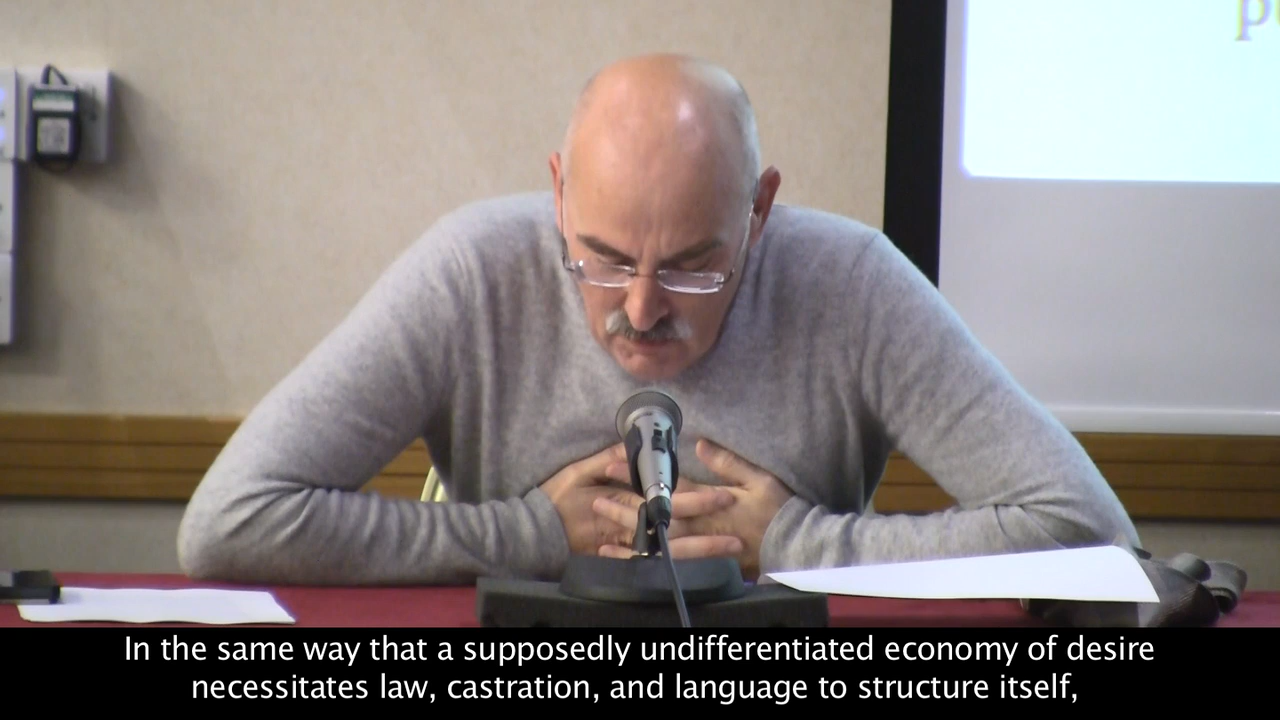 In the same way that a supposedly undifferentiated economy of desire
necessitates law, castration, and language to structure itself,